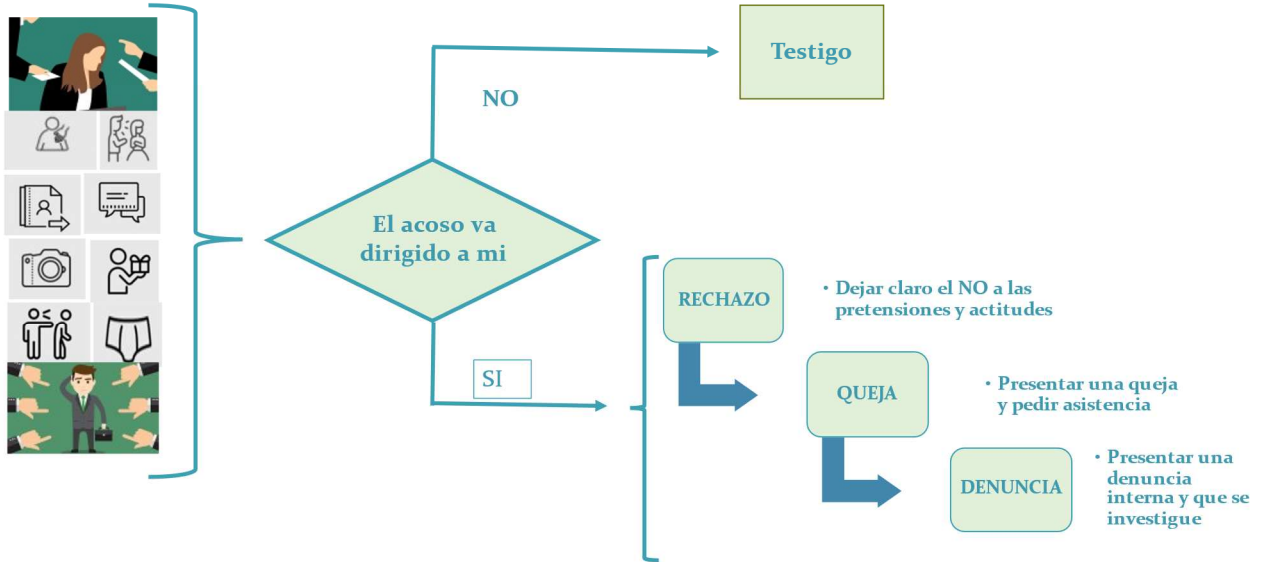 Testigo
NO
El acoso va
dirigido a mi
SI
RECHAZO
• Dejar claro el NO a las
pretensiones y actitudes
QUEJA
• Presentar una queja
y pedir asistencia
DENUNCIA
• Presentar una
denuncia
interna y que se
investigue